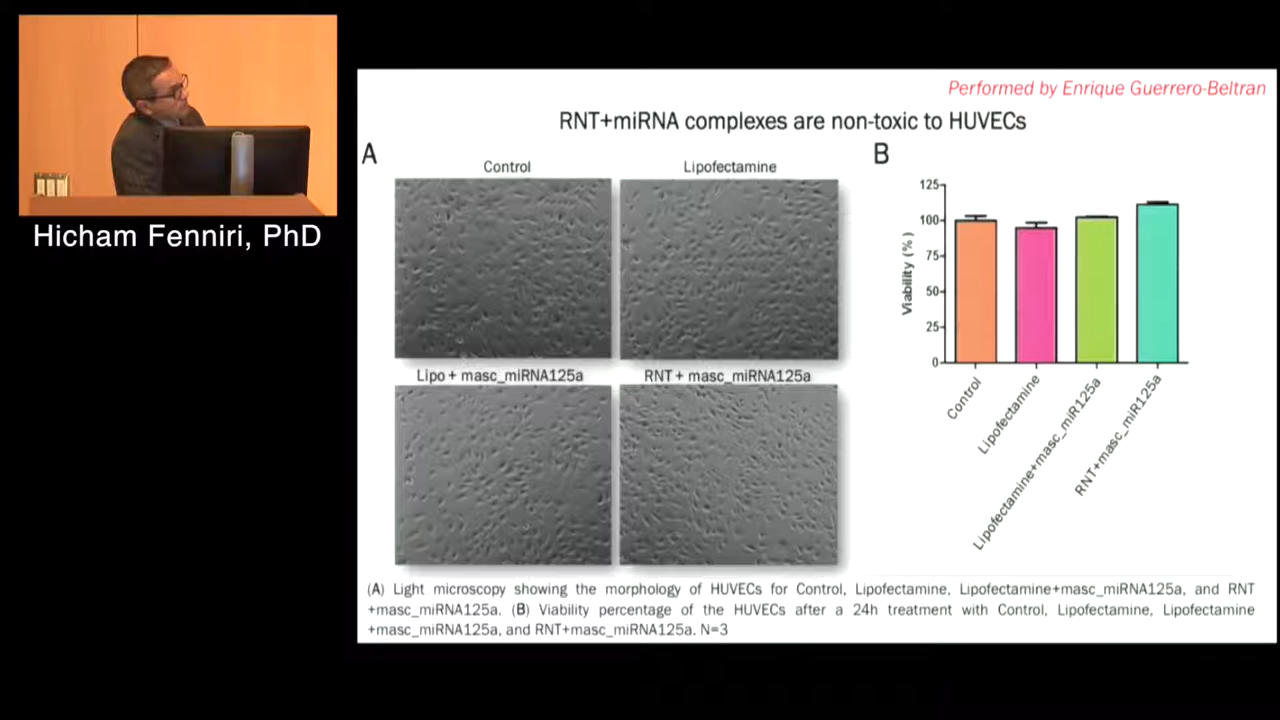 Performed by Enrique Guerrero-Beltran
RNT+miRNA complexes are non-toxic to HUVECs
A
Control
Lipofectamine
Lipo + masc_miRNA125a
RNT + masc_miRNA125a
B
125
100
75
50
25
0
Viability (%)
Control
Lipofectamine
Lipofectamine+masc_miR125a
RNT+masc_miR125a
(A) Light microscopy showing the morphology of HUVECs for Control, Lipofectamine, Lipofectamine+masc_miRNA125a, and RNT
+masc_miRNA125a. (B) Viability percentage of the HUVECs after a 24h treatment with Control, Lipofectamine, Lipofectamine
+masc_miRNA125a, and RNT+masc_miRNA125a. N=3
Hicham Fenniri, PhD